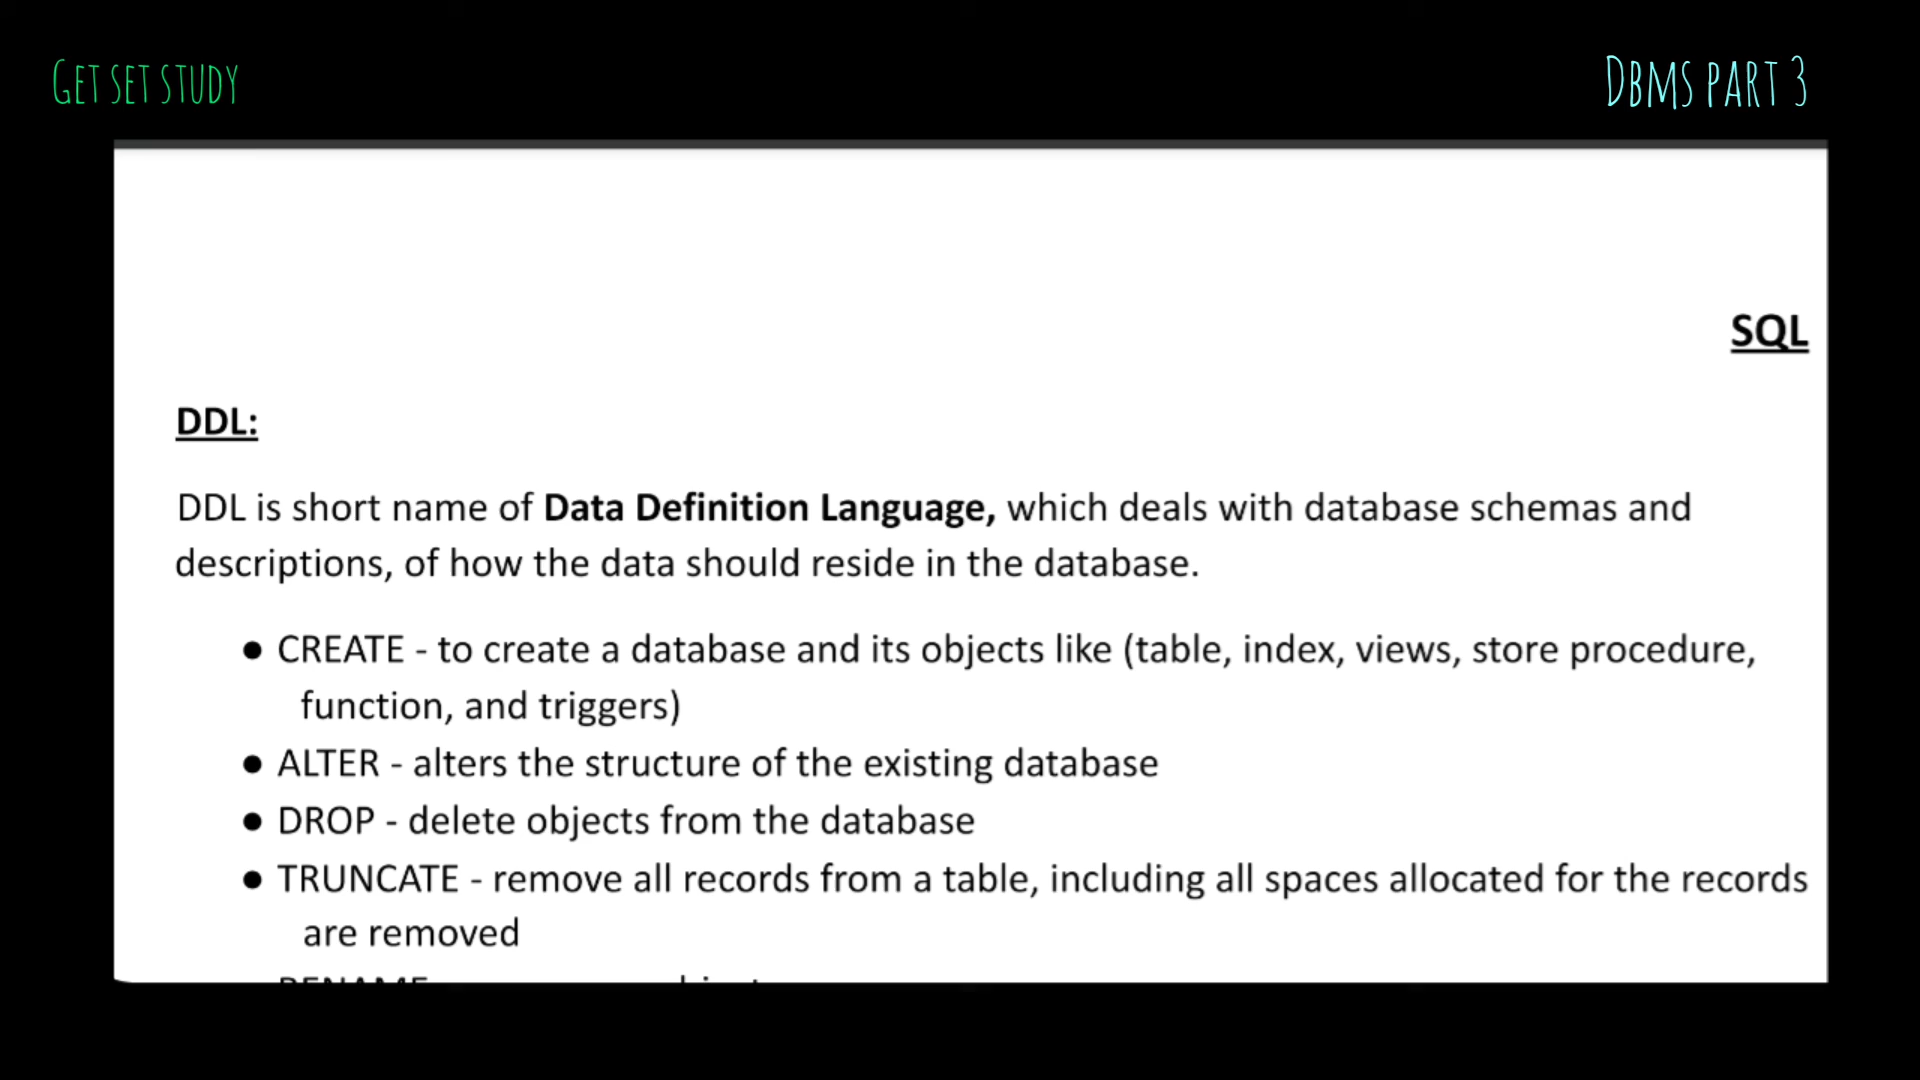 Get set study
Dbms part 3
SQL
DDL:
DDL is short name of Data Definition Language, which deals with database schemas and
descriptions, of how the data should reside in the database.
● CREATE - to create a database and its objects like (table, index, views, store procedure,
function, and triggers)
● ALTER - alters the structure of the existing database
● DROP - delete objects from the database
● TRUNCATE - remove all records from a table, including all spaces allocated for the records
are removed
RENAME